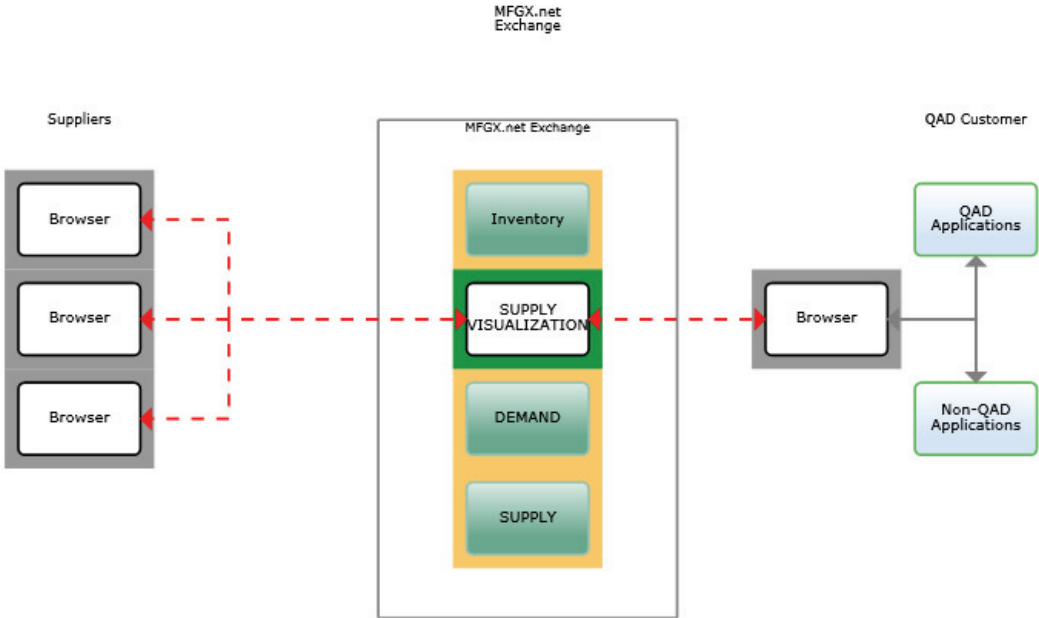 MFGX.net
Exchange
Suppliers
MFGX.net Exchange
QAD Customer
Browser
Inventory
QAD
Applications
Browser
SUPPLY
VISUALIZATION
Browser
Browser
DEMAND
Non-QAD
Applications
SUPPLY